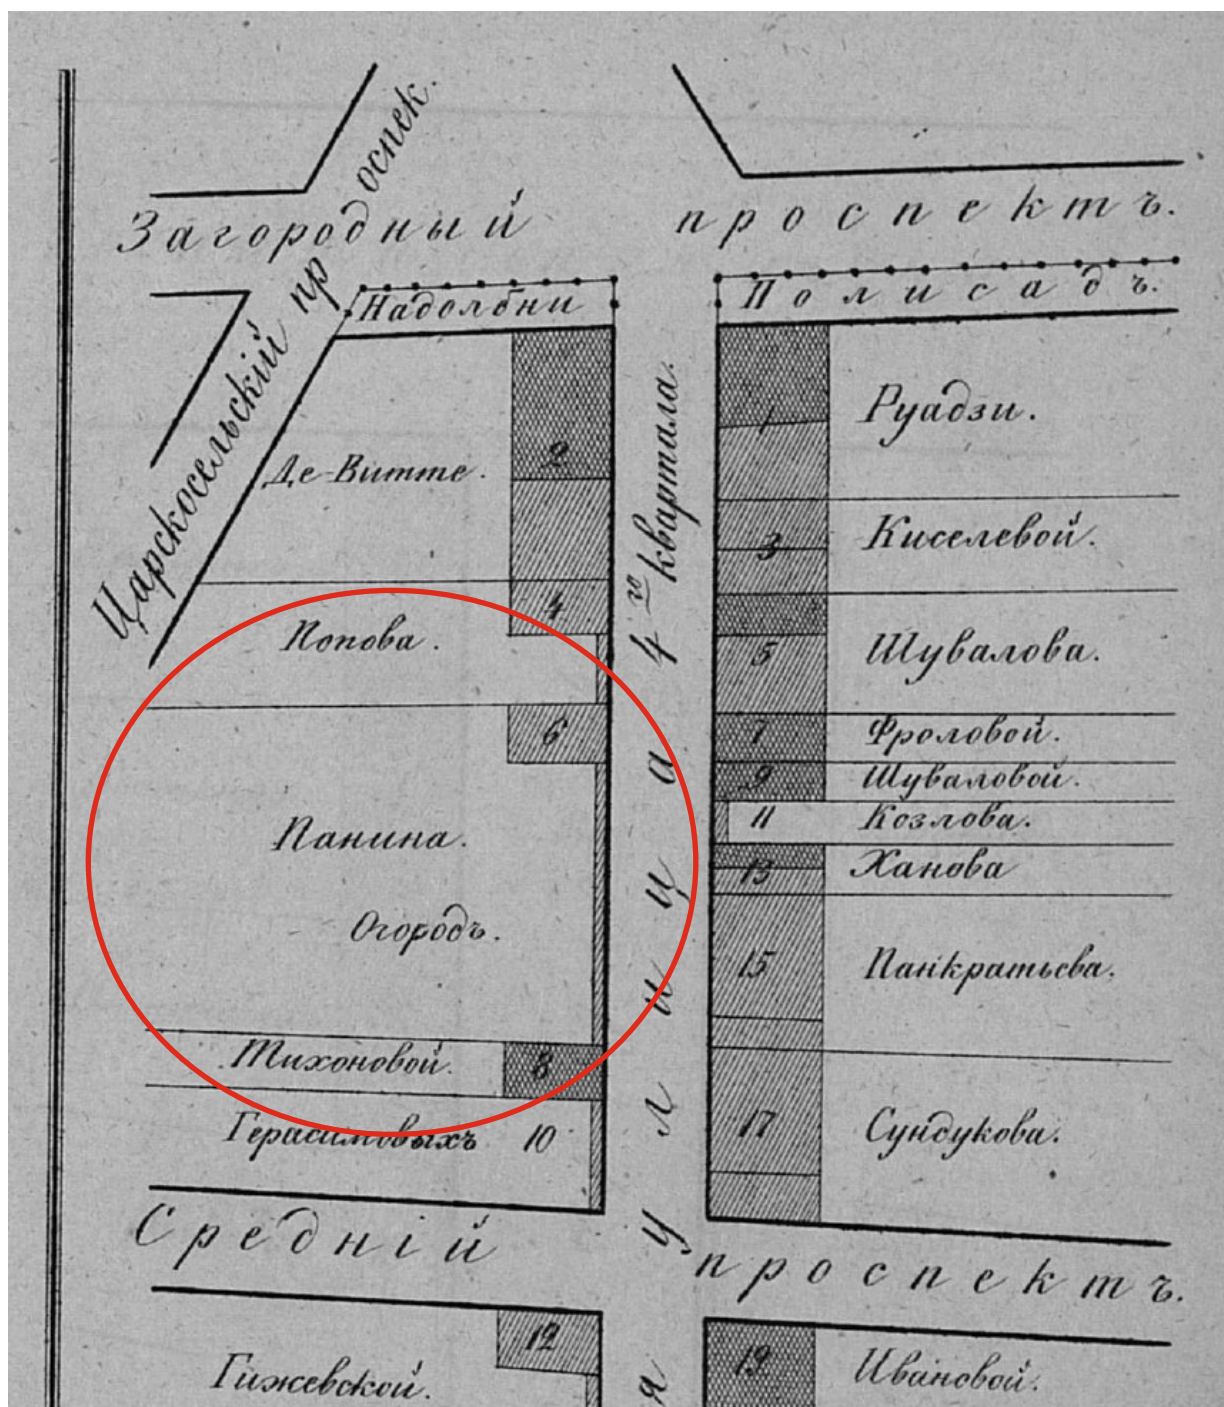 Загородный проспектъ.
Царскосельскій проспек.
Надолбни
Полисадъ.
2
Де-Витте.
1
Руадзи.
3
Киселевой.
4
Попова.
5
Шувалова.
6
Панина.
Огородъ.
7
Фроловой.
9
Шуваловой.
11
Козлова.
13
Ханова
15
Панкратьева.
8
Тихоновой.
10
Герасимовыхъ
17
Сундукова.
улица 4го квартала.
Средній проспектъ.
12
Гижевской.
19
Ивановой.
я